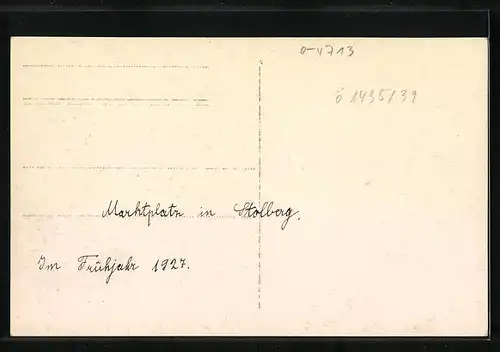 o-4713
ö 1435/39
Marktplatz in Stolberg.
Im Frühjahr 1927.